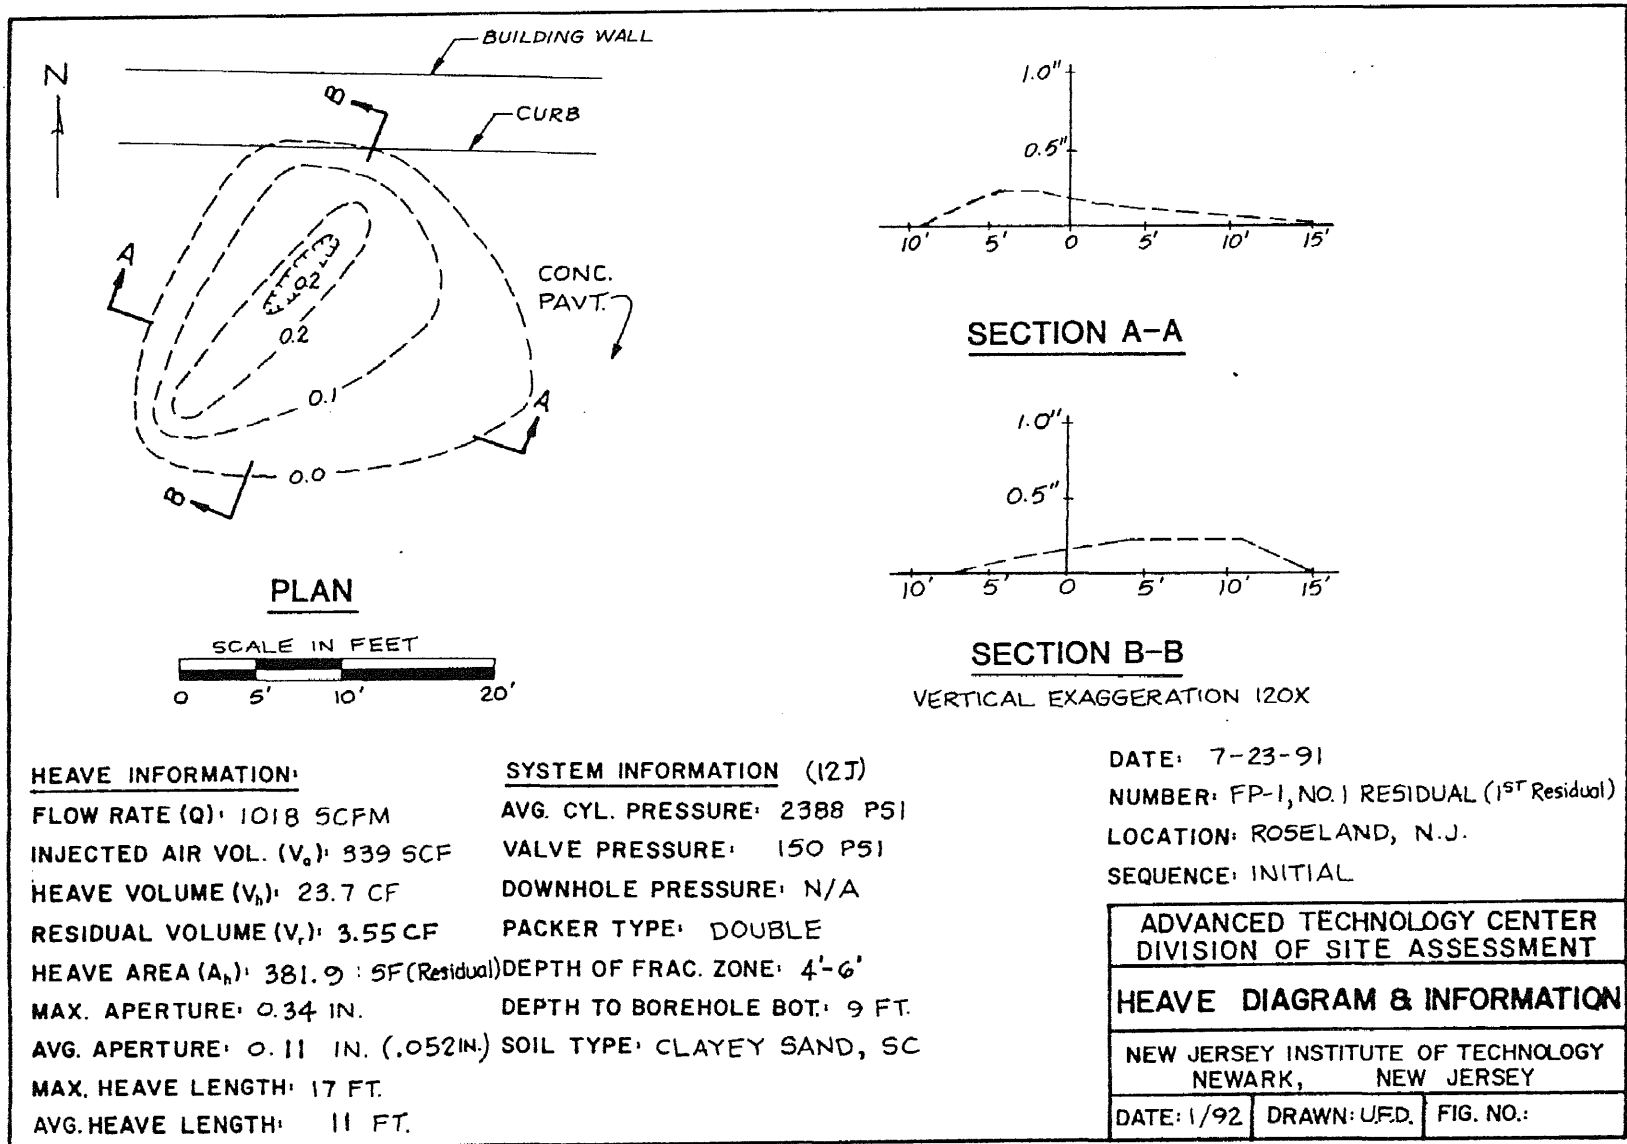 BUILDING WALL
N
B
CURB
A
0.2
0.2
CONC.
PAVT.
0.1
A
0.0
B
PLAN
SCALE IN FEET
0 5' 10' 20'
1.0"
0.5"
10' 5' 0 5' 10' 15'
SECTION A-A
1.0"
0.5"
10' 5' 0 5' 10' 15'
SECTION B-B
VERTICAL EXAGGERATION 120X
HEAVE INFORMATION:
FLOW RATE (Q): 1018 SCFM
INJECTED AIR VOL. (Va): 339 SCF
HEAVE VOLUME (Vh): 23.7 CF
RESIDUAL VOLUME (Vr): 3.55 CF
HEAVE AREA (Ah): 381.9 : SF (Residual)
MAX. APERTURE: 0.34 IN.
AVG. APERTURE: 0.11 IN. (.052IN.)
MAX. HEAVE LENGTH: 17 FT.
AVG. HEAVE LENGTH: 11 FT.
SYSTEM INFORMATION (12J)
AVG. CYL. PRESSURE: 2388 PSI
VALVE PRESSURE: 150 PSI
DOWNHOLE PRESSURE: N/A
PACKER TYPE: DOUBLE
DEPTH OF FRAC. ZONE: 4'-6'
DEPTH TO BOREHOLE BOT.: 9 FT.
SOIL TYPE: CLAYEY SAND, SC
DATE: 7-23-91
NUMBER: FP-1, NO. 1 RESIDUAL (1ST Residual)
LOCATION: ROSELAND, N.J.
SEQUENCE: INITIAL
ADVANCED TECHNOLOGY CENTER
DIVISION OF SITE ASSESSMENT
HEAVE DIAGRAM & INFORMATION
NEW JERSEY INSTITUTE OF TECHNOLOGY
NEWARK, NEW JERSEY
DATE: 1/92 DRAWN: U.F.D. FIG. NO.: